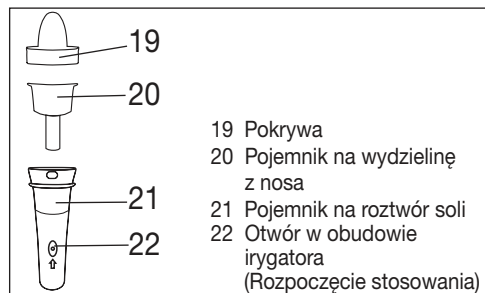 19
20
21
22
19 Pokrywa
20 Pojemnik na wydzielinę
z nosa
21 Pojemnik na roztwór soli
22 Otwór w obudowie
irygatora
(Rozpoczęcie stosowania)